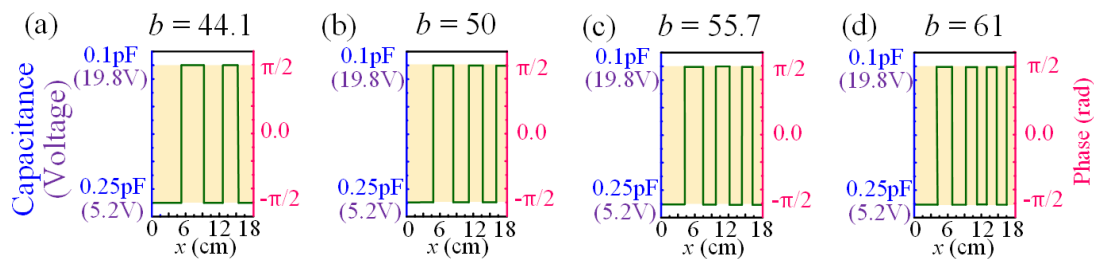 (a) b = 44.1
(b) b = 50
(c) b = 55.7
(d) b = 61
Capacitance
(Voltage)
0.1pF
(19.8V)
0.25pF
(5.2V)
π/2
0.0
-π/2
0 6 12 18
x (cm)
0.1pF
(19.8V)
0.25pF
(5.2V)
π/2
0.0
-π/2
0 6 12 18
x (cm)
0.1pF
(19.8V)
0.25pF
(5.2V)
π/2
0.0
-π/2
0 6 12 18
x (cm)
0.1pF
(19.8V)
0.25pF
(5.2V)
π/2
0.0
-π/2
0 6 12 18
x (cm)
Phase (rad)